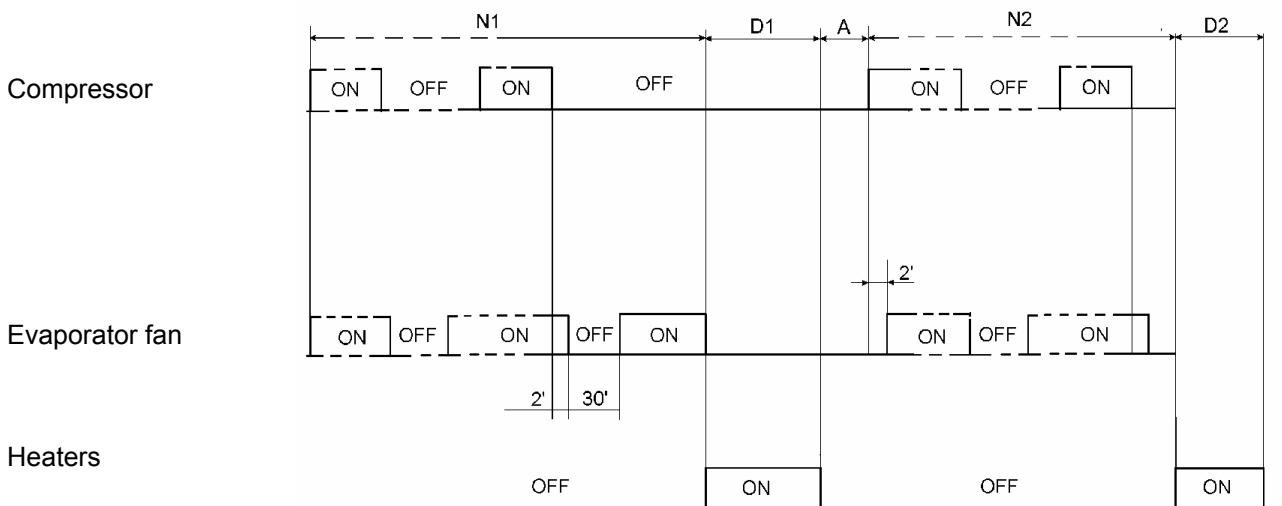 N1 D1 A N2 D2
Compressor ON OFF ON OFF ON OFF ON
2'
Evaporator fan ON OFF ON OFF ON ON OFF ON
2' 30'
Heaters
OFF ON OFF ON